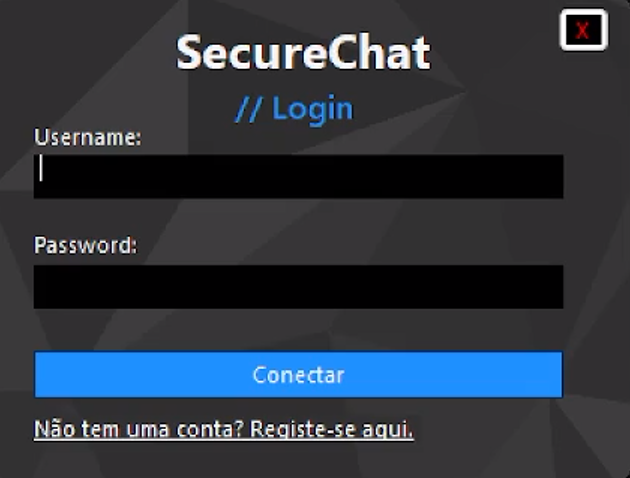 SecureChat
X
// Login
Username:
Password:
Conectar
Não tem uma conta? Registe-se aqui.